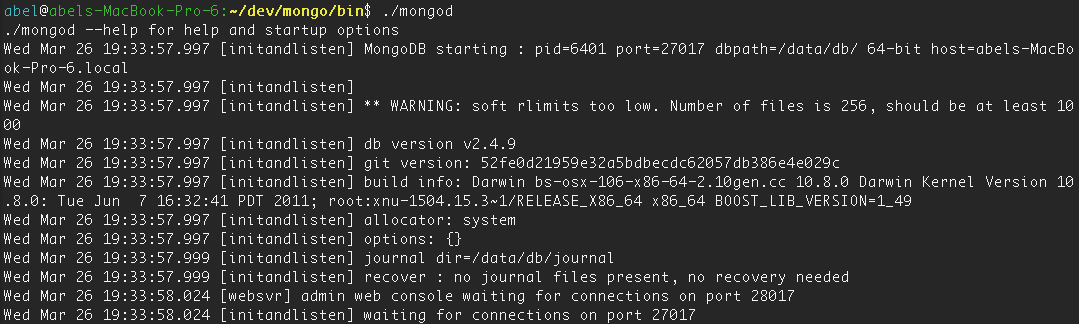 abel@abels-MacBook-Pro-6:~/dev/mongo/bin$ ./mongod
./mongod --help for help and startup options
Wed Mar 26 19:33:57.997 [initandlisten] MongoDB starting : pid=6401 port=27017 dbpath=/data/db/ 64-bit host=abels-MacBo
ok-Pro-6.local
Wed Mar 26 19:33:57.997 [initandlisten]
Wed Mar 26 19:33:57.997 [initandlisten] ** WARNING: soft rlimits too low. Number of files is 256, should be at least 10
00
Wed Mar 26 19:33:57.997 [initandlisten] db version v2.4.9
Wed Mar 26 19:33:57.997 [initandlisten] git version: 52fe0d21959e32a5bdbecdc62057db386e4e029c
Wed Mar 26 19:33:57.997 [initandlisten] build info: Darwin bs-osx-106-x86-64-2.10gen.cc 10.8.0 Darwin Kernel Version 10
.8.0: Tue Jun  7 16:32:41 PDT 2011; root:xnu-1504.15.3~1/RELEASE_X86_64 x86_64 BOOST_LIB_VERSION=1_49
Wed Mar 26 19:33:57.997 [initandlisten] allocator: system
Wed Mar 26 19:33:57.997 [initandlisten] options: {}
Wed Mar 26 19:33:57.999 [initandlisten] journal dir=/data/db/journal
Wed Mar 26 19:33:57.999 [initandlisten] recover : no journal files present, no recovery needed
Wed Mar 26 19:33:58.024 [websvr] admin web console waiting for connections on port 28017
Wed Mar 26 19:33:58.024 [initandlisten] waiting for connections on port 27017